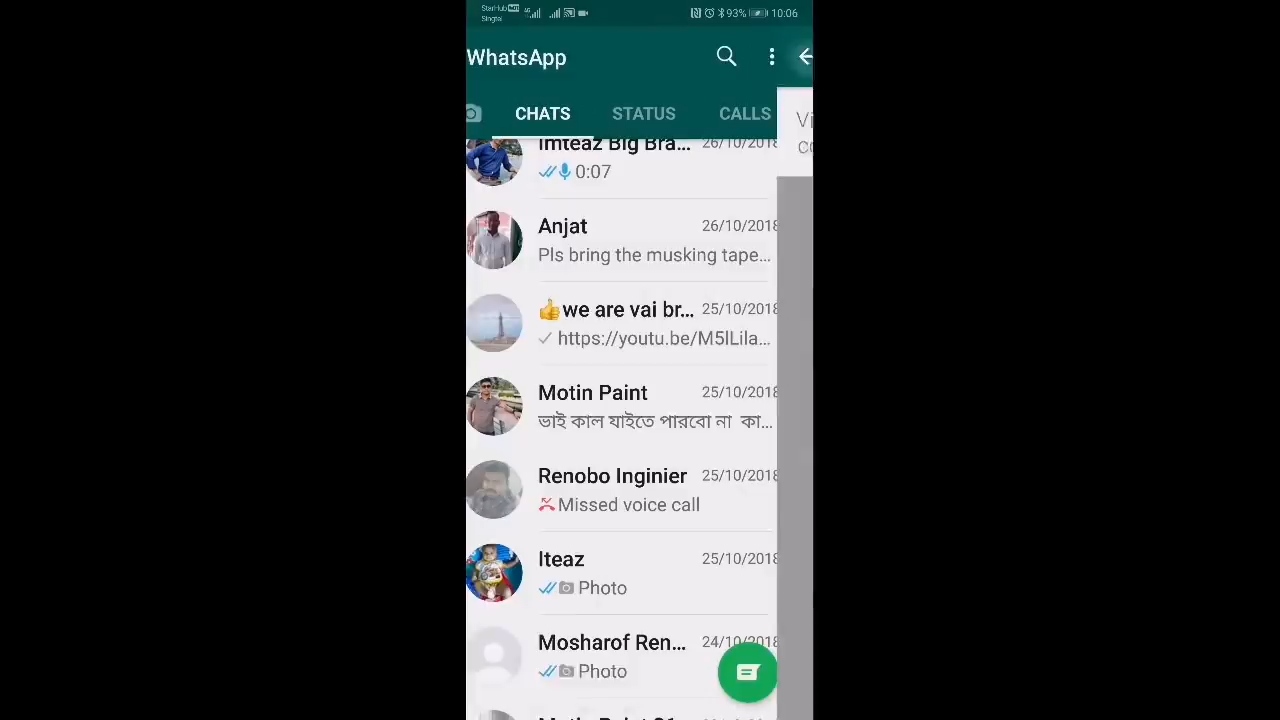 StarHub
Singtel
4G
93%
10:06
WhatsApp
CHATS STATUS CALLS
Imteaz Big Bra... 26/10/2018
0:07
Anjat 26/10/2018
Pls bring the musking tape...
👍we are vai br... 25/10/2018
https://youtu.be/M5lLila...
Motin Paint 25/10/2018
ভাই কাল যাইতে পারবো না কা...
Renobo Inginier 25/10/2018
Missed voice call
Iteaz 25/10/2018
Photo
Mosharof Ren... 24/10/2018
Photo